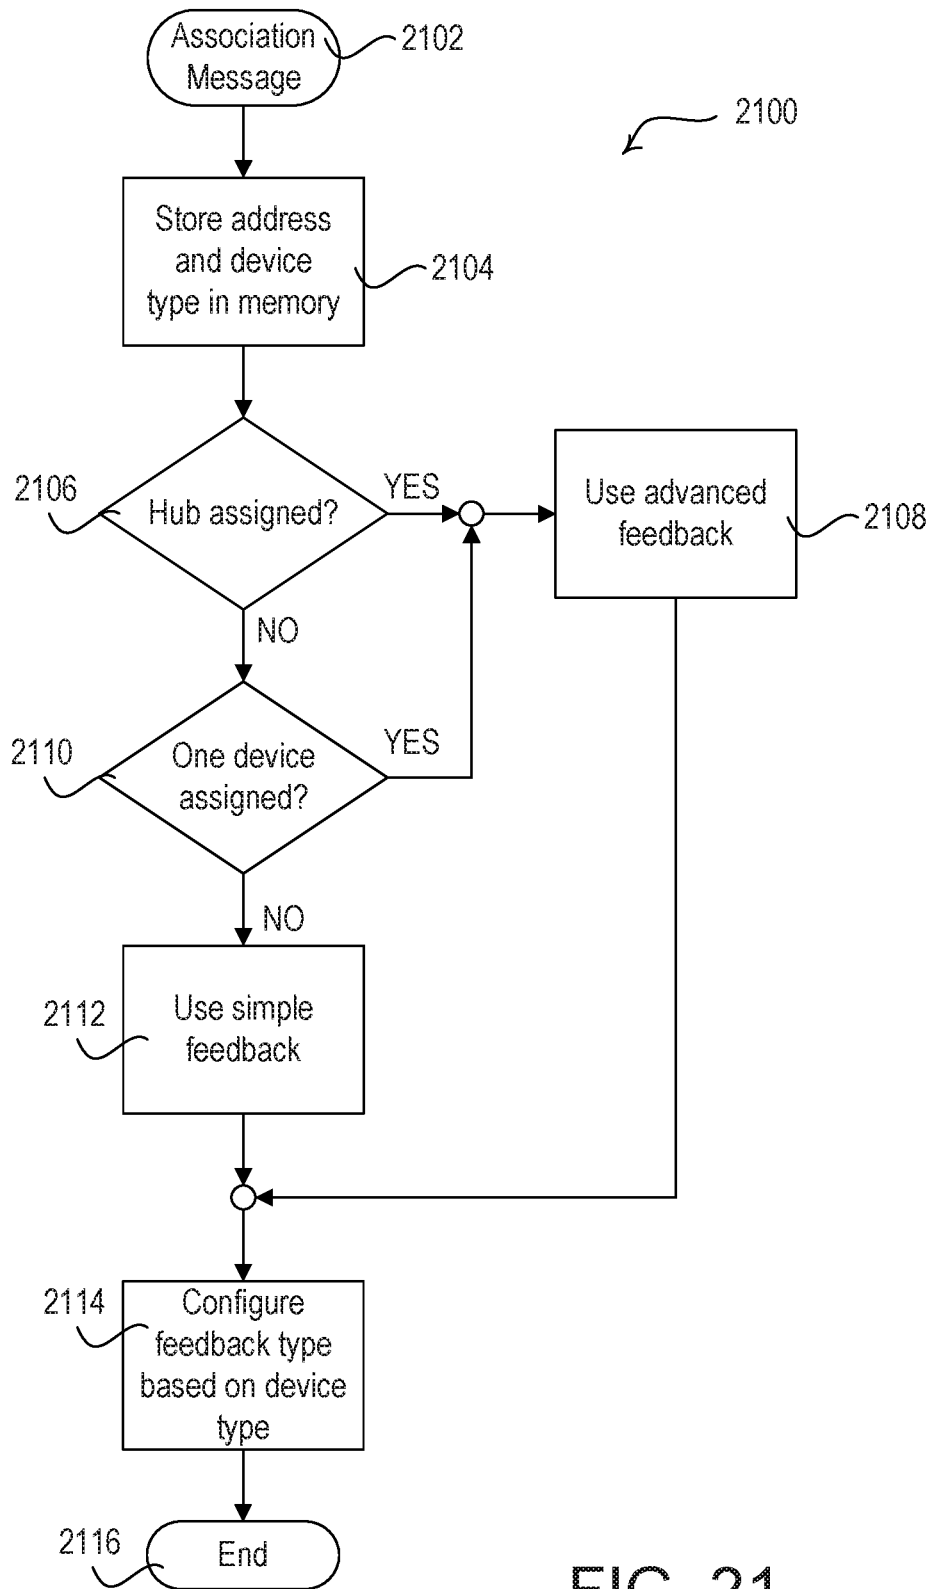 Association
Message
2102
2100
Store address
and device
type in memory
2104
2106
Hub assigned?
YES
Use advanced
feedback
2108
NO
2110
One device
assigned?
YES
NO
2112
Use simple
feedback
2114
Configure
feedback type
based on device
type
2116
End
FIG. 21